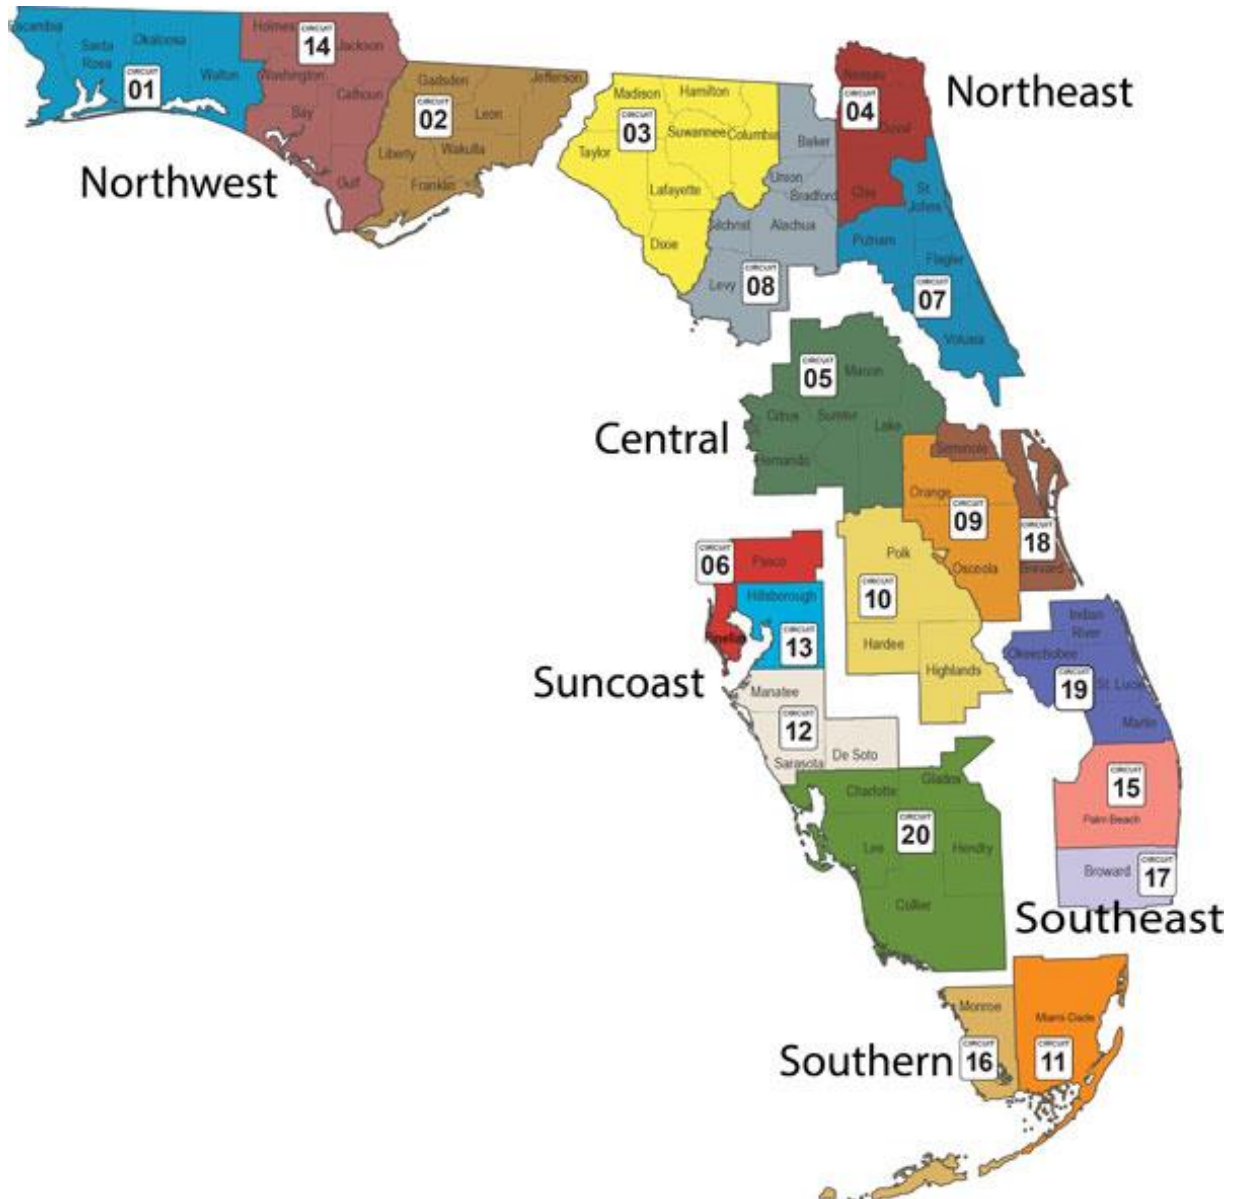 Escambia
Santa
Rosa
Okaloosa
Walton
CIRCUIT
01
Holmes
Jackson
Washington
Calhoun
Bay
Gulf
CIRCUIT
14
Gadsden
Jefferson
Leon
Liberty
Wakulla
Franklin
CIRCUIT
02
Northwest
Madison
Hamilton
Suwannee
Columbia
Taylor
Lafayette
Dixie
CIRCUIT
03
Baker
Union
Bradford
Gilchrist
Alachua
Levy
CIRCUIT
08
Nassau
Duval
Clay
CIRCUIT
04
Northeast
St
Johns
Putnam
Flagler
Volusia
CIRCUIT
07
Marion
Citrus
Sumter
Lake
Hernando
CIRCUIT
05
Central
Seminole
Brevard
CIRCUIT
18
Orange
Osceola
CIRCUIT
09
Polk
Hardee
Highlands
CIRCUIT
10
Pasco
Pinellas
CIRCUIT
06
Hillsborough
CIRCUIT
13
Suncoast
Manatee
Sarasota
De Soto
CIRCUIT
12
Indian
River
Okeechobee
St. Lucie
Martin
CIRCUIT
19
CIRCUIT
15
Palm Beach
Broward
CIRCUIT
17
Southeast
Charlotte
Glades
Lee
Hendry
Collier
CIRCUIT
20
Monroe
CIRCUIT
16
Southern
Miami-Dade
CIRCUIT
11